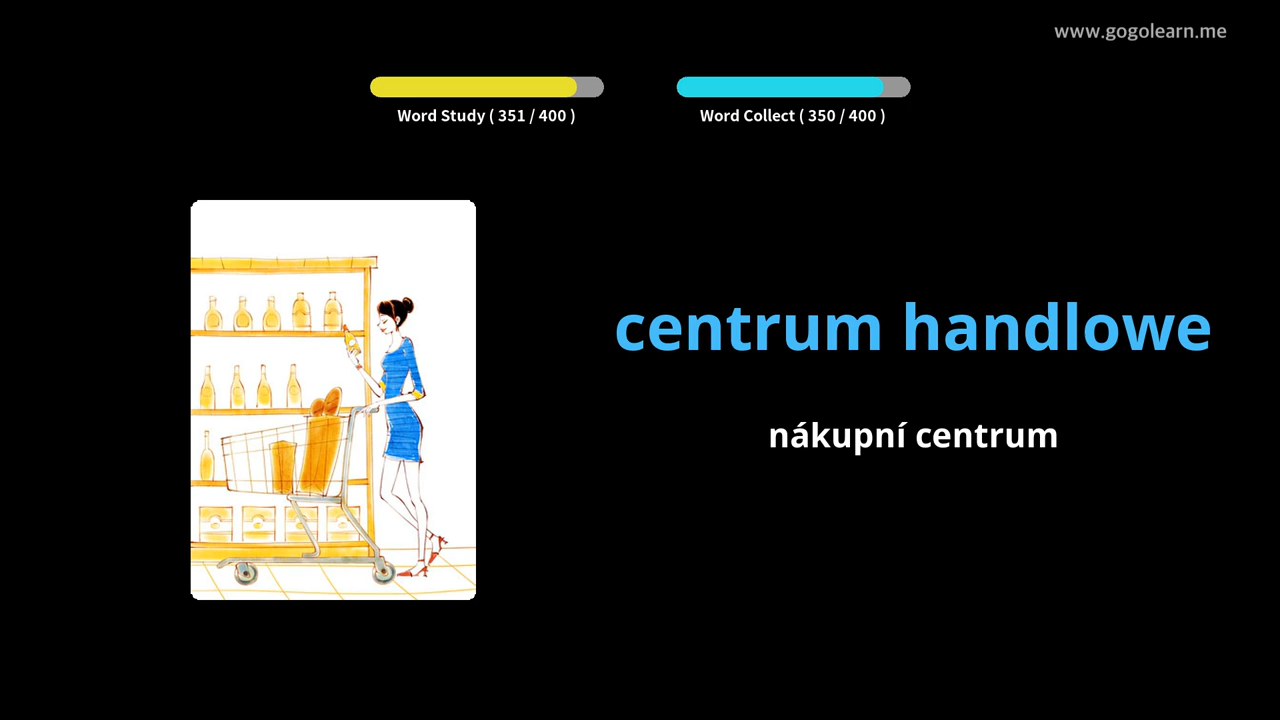 www.gogolearn.me
Word Study ( 351 / 400 )
Word Collect ( 350 / 400 )
centrum handlowe
nákupní centrum